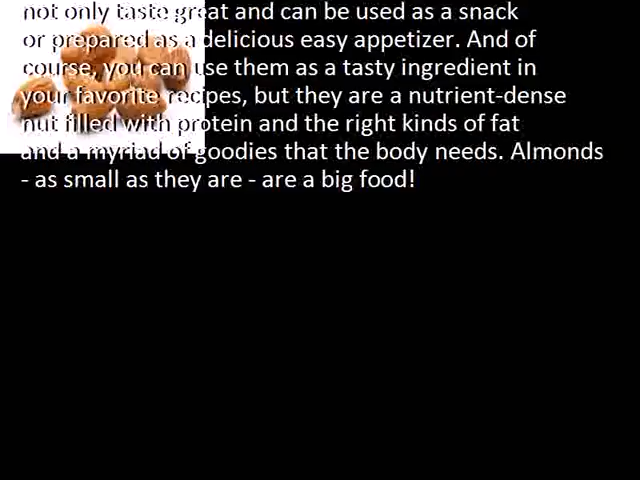 not only taste great and can be used as a snack
or prepared as a delicious easy appetizer. And of
course, you can use them as a tasty ingredient in
your favorite recipes, but they are a nutrient-dense
nut filled with protein and the right kinds of fat
and a myriad of goodies that the body needs. Almonds
- as small as they are - are a big food!